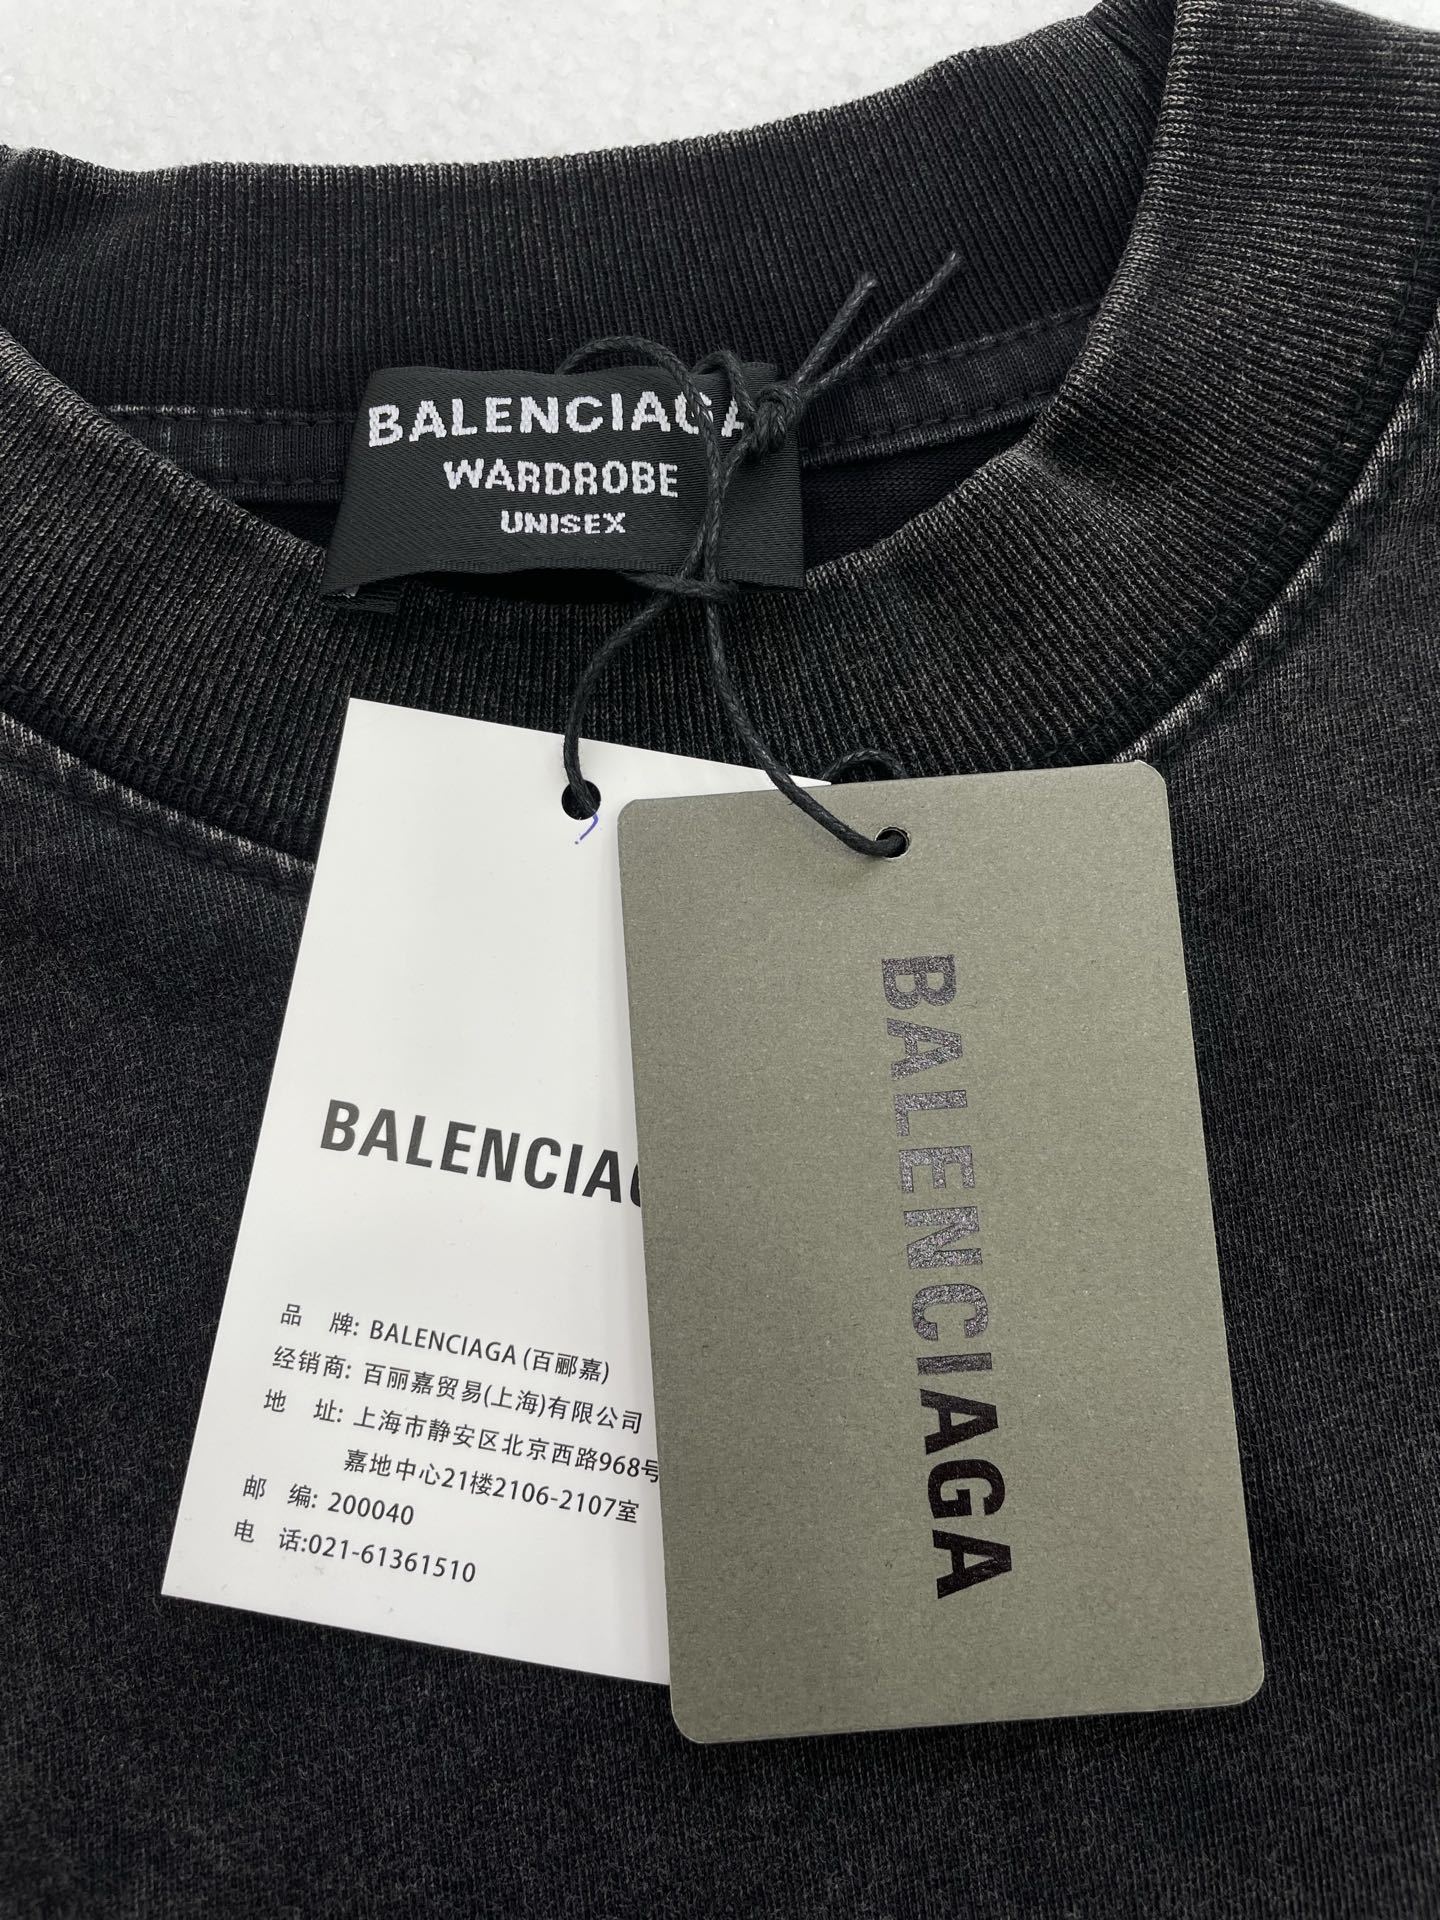 BALENCIAGA
WARDROBE
UNISEX
BALENCIAG
品 牌: BALENCIAGA (百郦嘉)
经销商: 百丽嘉贸易(上海)有限公司
地 址: 上海市静安区北京西路968号
嘉地中心21楼2106-2107室
邮 编: 200040
电 话:021-61361510
BALENCIAGA